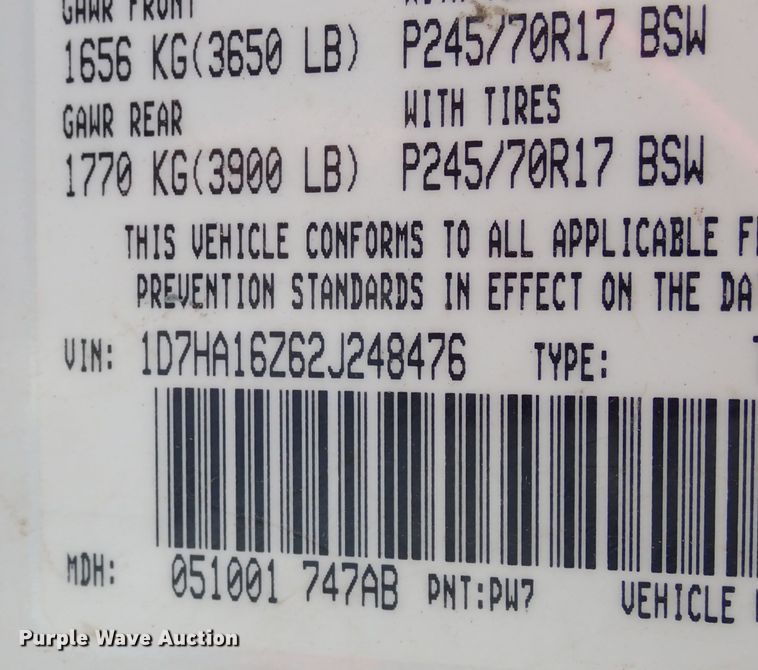 GAWR FRONT
1656 KG(3650 LB) P245/70R17 BSW
GAWR REAR WITH TIRES
1770 KG(3900 LB) P245/70R17 BSW
THIS VEHICLE CONFORMS TO ALL APPLICABLE
PREVENTION STANDARDS IN EFFECT ON THE DA
VIN: 1D7HA16Z62J248476 TYPE:
MDH: 051001 747AB PNT:PW7 VEHICLE
Purple Wave Auction